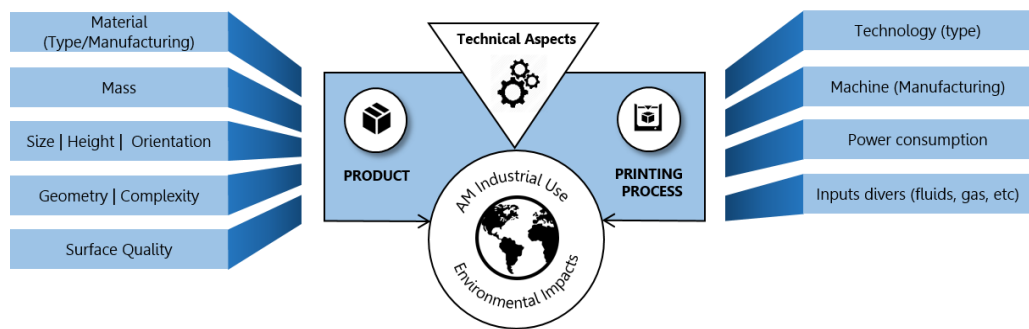 Material
(Type/Manufacturing)
Mass
Size | Height | Orientation
Geometry | Complexity
Surface Quality
Technical Aspects
PRODUCT
PRINTING
PROCESS
AM Industrial Use
Environmental Impacts
Technology (type)
Machine (Manufacturing)
Power consumption
Inputs divers (fluids, gas, etc)